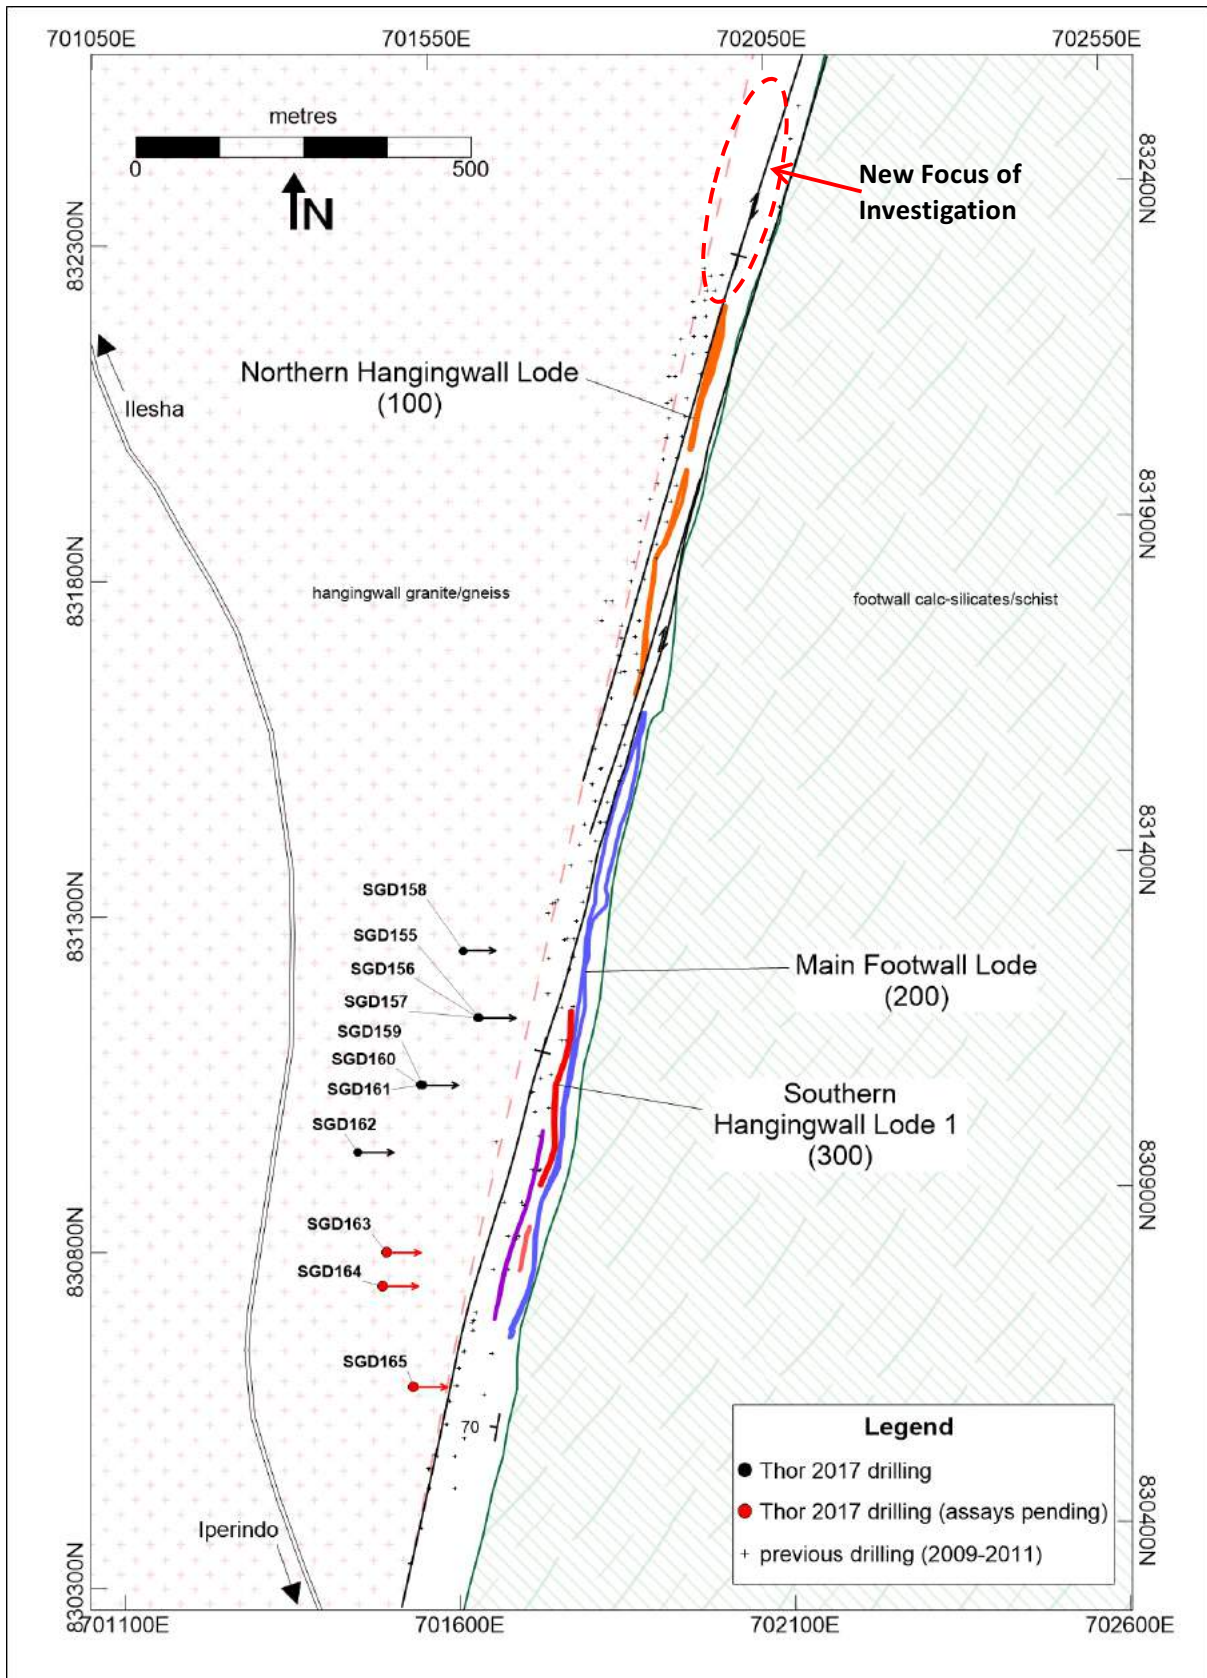 701050E 701550E 702050E 702550E
metres
0 500
N
New Focus of
Investigation
832400N
832300N
Northern Hangingwall Lode
(100)
Ilesha
831900N
831800N
hangingwall granite/gneiss
footwall calc-silicates/schist
831400N
831300N
SGD158
SGD155
SGD156
SGD157
SGD159
SGD160
SGD161
Main Footwall Lode
(200)
Southern
Hangingwall Lode 1
(300)
SGD162
830900N
830800N
SGD163
SGD164
SGD165
70
Legend
Thor 2017 drilling
Thor 2017 drilling (assays pending)
previous drilling (2009-2011)
830400N
Iperindo
830300N
701100E 701600E 702100E 702600E